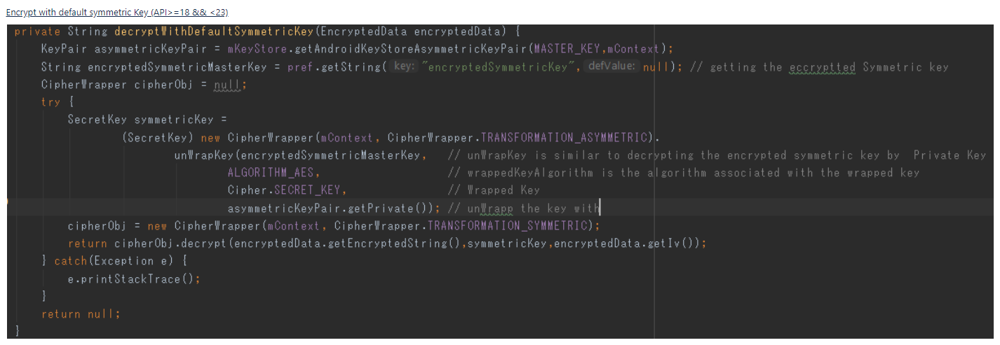 Encrypt with default symmetric Key (API>=18 && <23)
private String decryptWithDefaultSymmetricKey(EncryptedData encryptedData) {
KeyPair asymmetricKeyPair = mKeyStore.getAndroidKeyStoreAsymmetricKeyPair(MASTER_KEY,mContext);
String encryptedSymmetricMasterKey = pref.getString( key: "encryptedSymmetricKey", defValue: null); // getting the eccryptted Symmetric key
CipherWrapper cipherObj = null;
try {
SecretKey symmetricKey =
(SecretKey) new CipherWrapper(mContext, CipherWrapper.TRANSFORMATION_ASYMMETRIC).
unWrapKey(encryptedSymmetricMasterKey, // unWrapKey is similar to decrypting the encrypted symmetric key by Private Key
ALGORITHM_AES, // wrappedKeyAlgorithm is the algorithm associated with the wrapped key
Cipher.SECRET_KEY, // Wrapped Key
asymmetricKeyPair.getPrivate()); // unWrapp the key with
cipherObj = new CipherWrapper(mContext, CipherWrapper.TRANSFORMATION_SYMMETRIC);
return cipherObj.decrypt(encryptedData.getEncryptedString(),symmetricKey,encryptedData.getIv());
} catch(Exception e) {
e.printStackTrace();
}
return null;
}